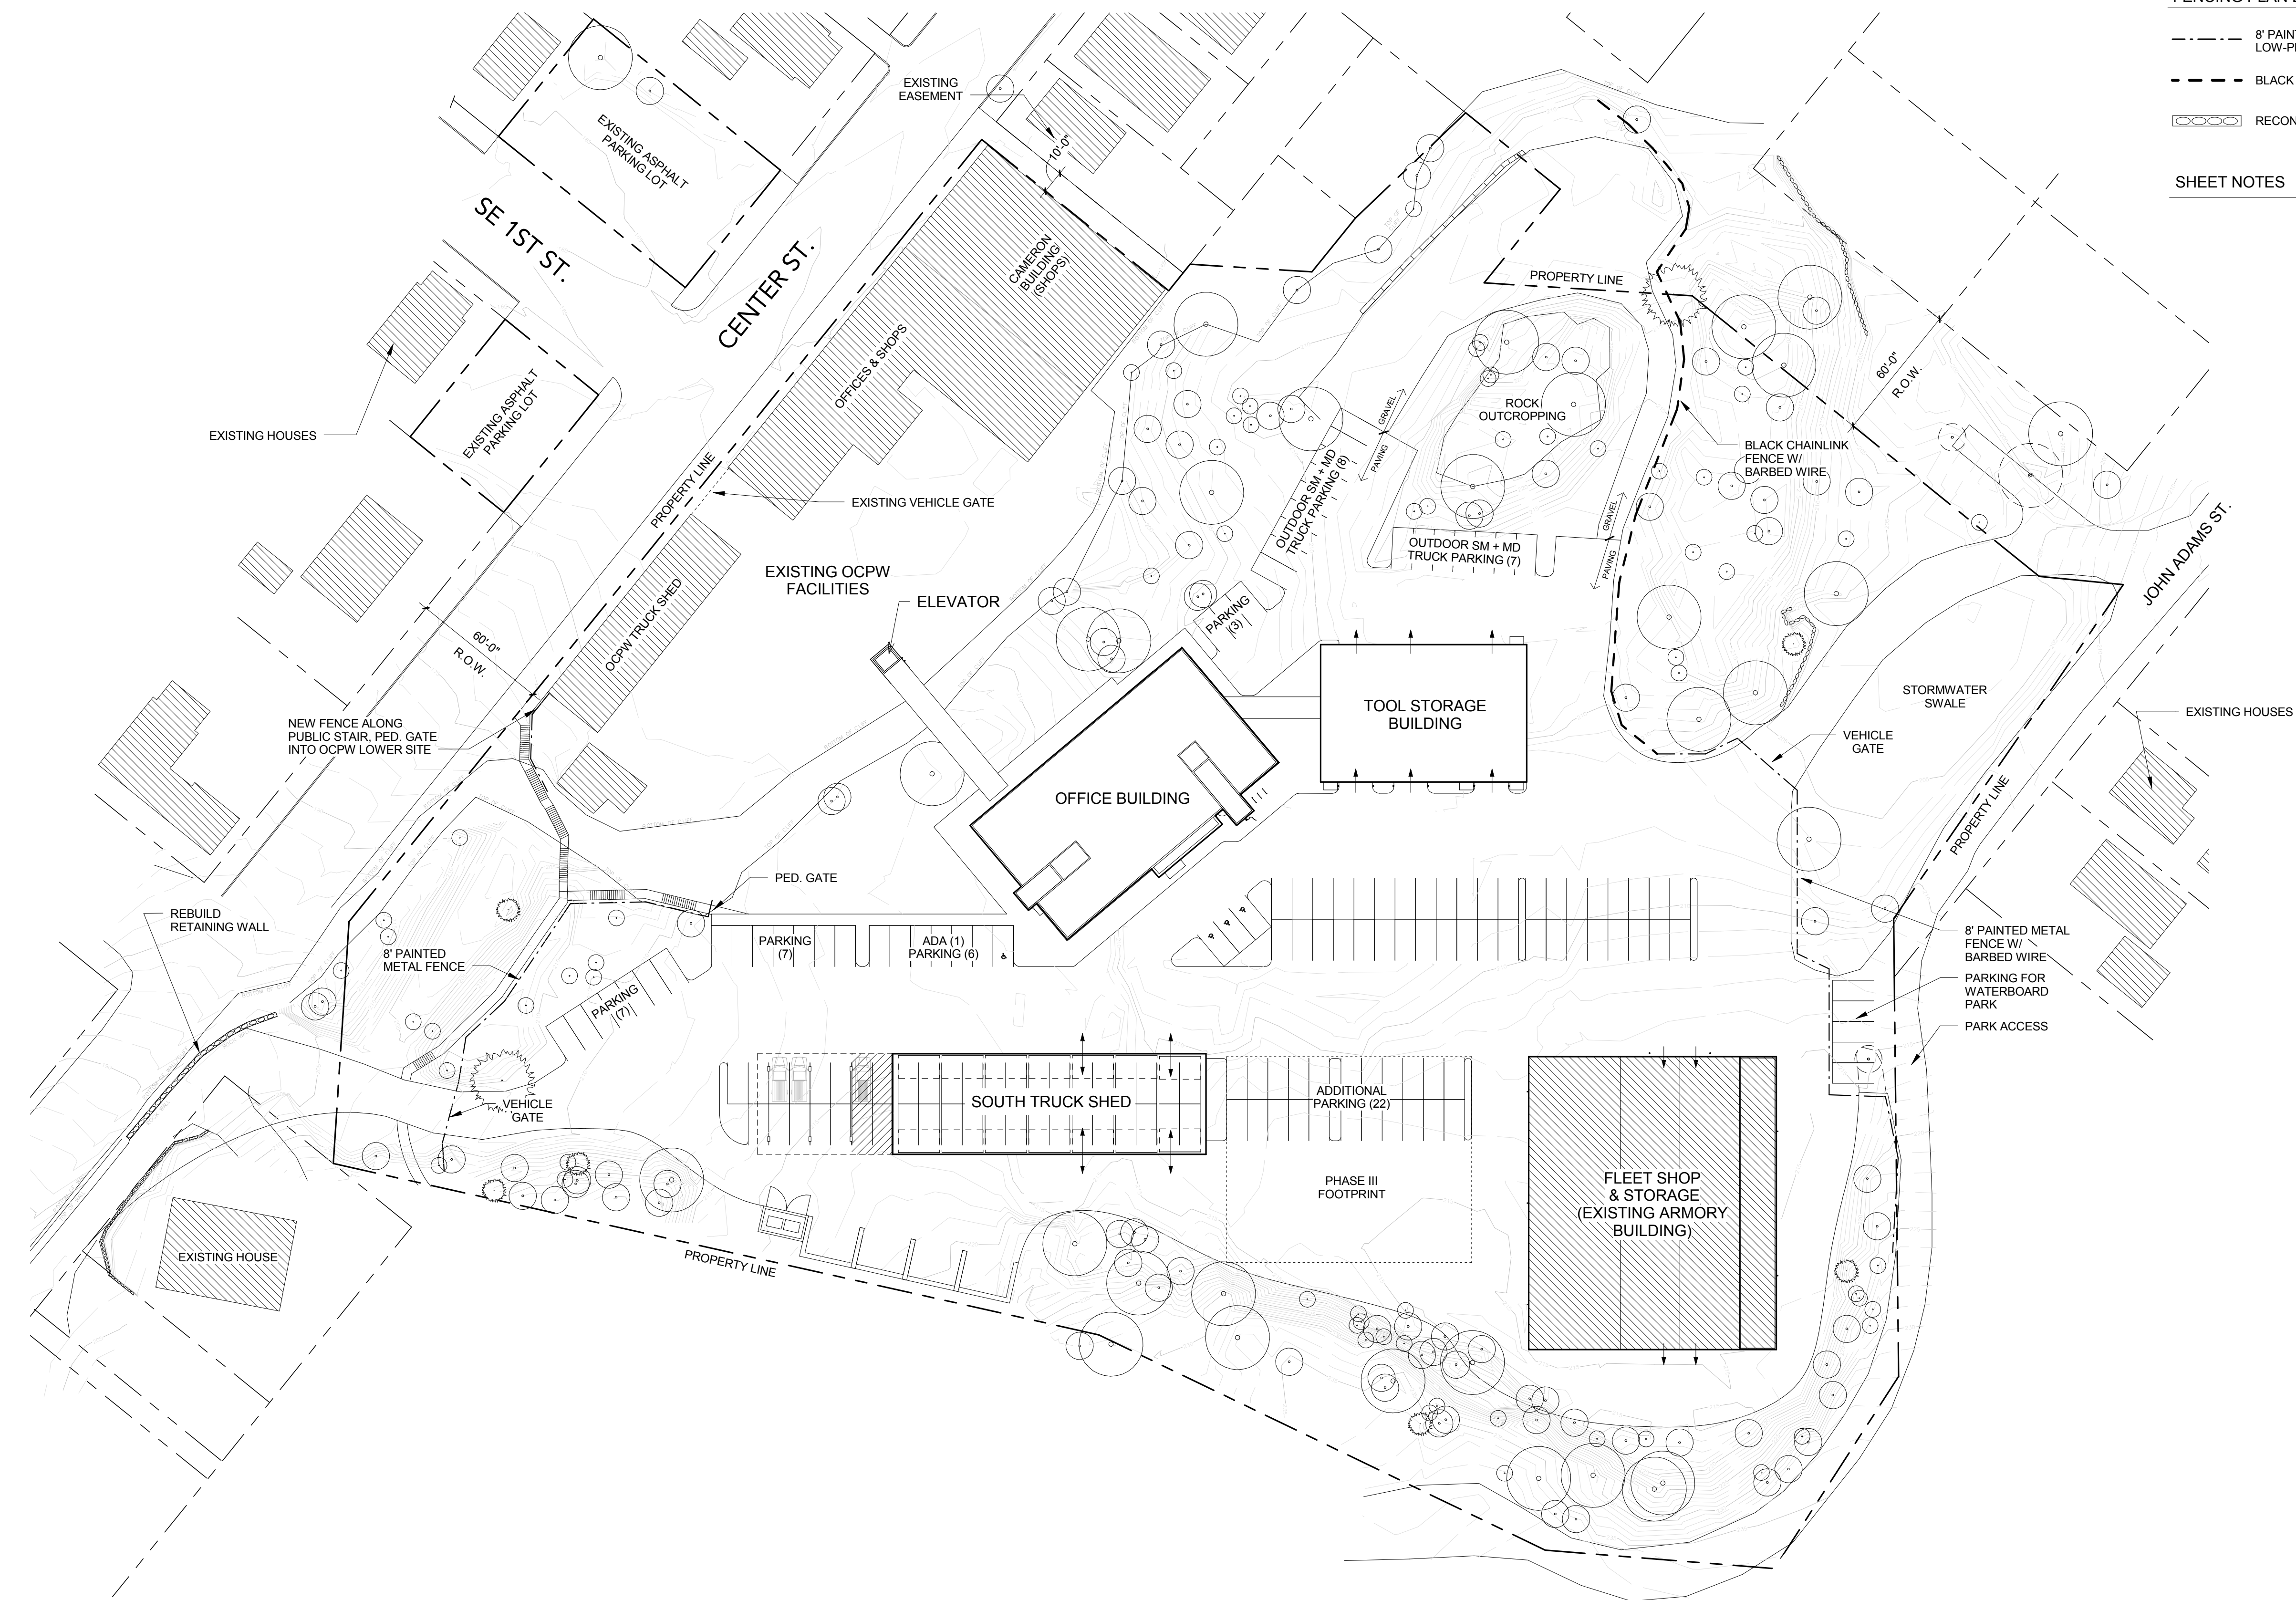 8' PAIN
LOW-P
BLACK
RECON
SHEET NOTES
EXISTING
EASEMENT
10'-0"
EXISTING ASPHALT
PARKING LOT
SE 1ST ST.
CENTER ST.
CAMERON
BUILDING
(SHOPS)
OFFICES & SHOPS
PROPERTY LINE
EXISTING HOUSES
EXISTING ASPHALT
PARKING LOT
PROPERTY LINE
EXISTING VEHICLE GATE
60'-0"
R.O.W.
ROCK
OUTCROPPING
GRAVEL
PAVING
OUTDOOR SM + MD
TRUCK PARKING (8)
BLACK CHAINLINK
FENCE W/
BARBED WIRE
GRAVEL
PAVING
OUTDOOR SM + MD
TRUCK PARKING (7)
JOHN ADAMS ST.
EXISTING OCPW
FACILITIES
ELEVATOR
PARKING
(3)
OCPW TRUCK SHED
60'-0"
R.O.W.
NEW FENCE ALONG
PUBLIC STAIR, PED. GATE
INTO OCPW LOWER SITE
TOOL STORAGE
BUILDING
STORMWATER
SWALE
EXISTING HOUSES
VEHICLE
GATE
OFFICE BUILDING
PROPERTY LINE
PED. GATE
REBUILD
RETAINING WALL
8' PAINTED
METAL FENCE
PARKING
(7)
ADA (1)
PARKING (6)
PARKING
(7)
8' PAINTED METAL
FENCE W/
BARBED WIRE
PARKING FOR
WATERBOARD
PARK
PARK ACCESS
VEHICLE
GATE
SOUTH TRUCK SHED
ADDITIONAL
PARKING (22)
PHASE III
FOOTPRINT
FLEET SHOP
& STORAGE
(EXISTING ARMORY
BUILDING)
EXISTING HOUSE
PROPERTY LINE